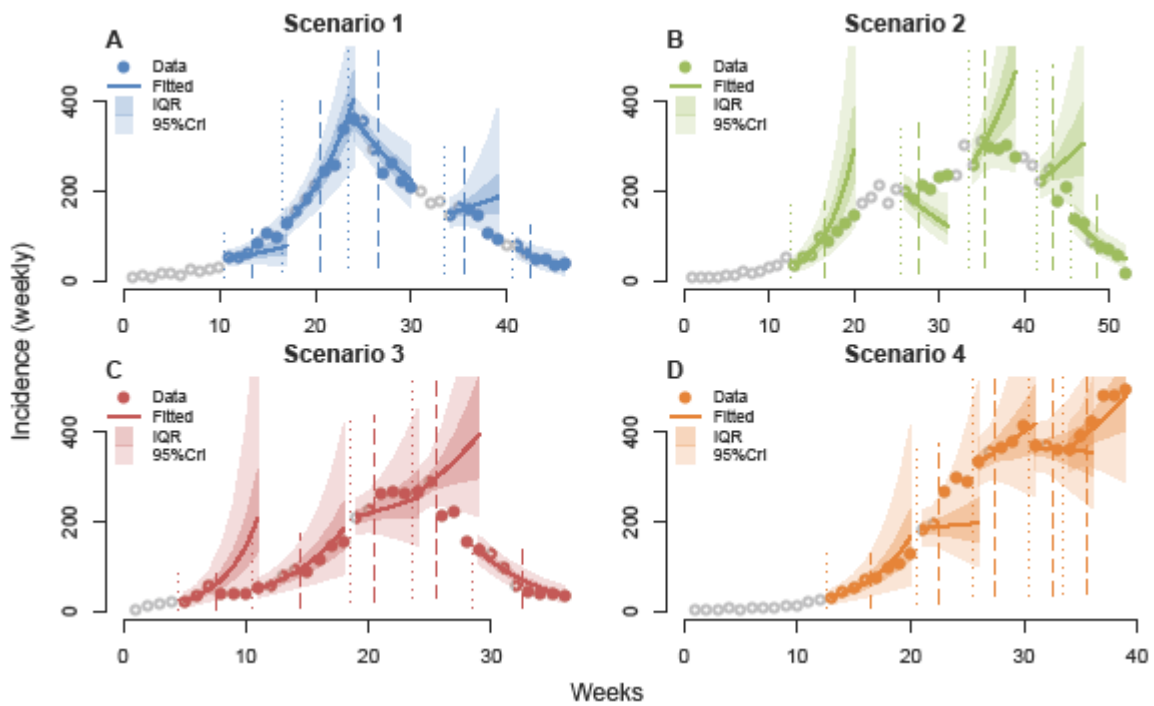 Scenario 1
A
Data
Fitted
IQR
95%CrI
0
200
400
0 10 20 30 40
Scenario 2
B
Data
Fitted
IQR
95%CrI
0
200
400
0 10 20 30 40 50
Scenario 3
C
Data
Fitted
IQR
95%CrI
0
200
400
0 10 20 30
Scenario 4
D
Data
Fitted
IQR
95%CrI
0
200
400
0 10 20 30 40
Incidence (weekly)
Weeks